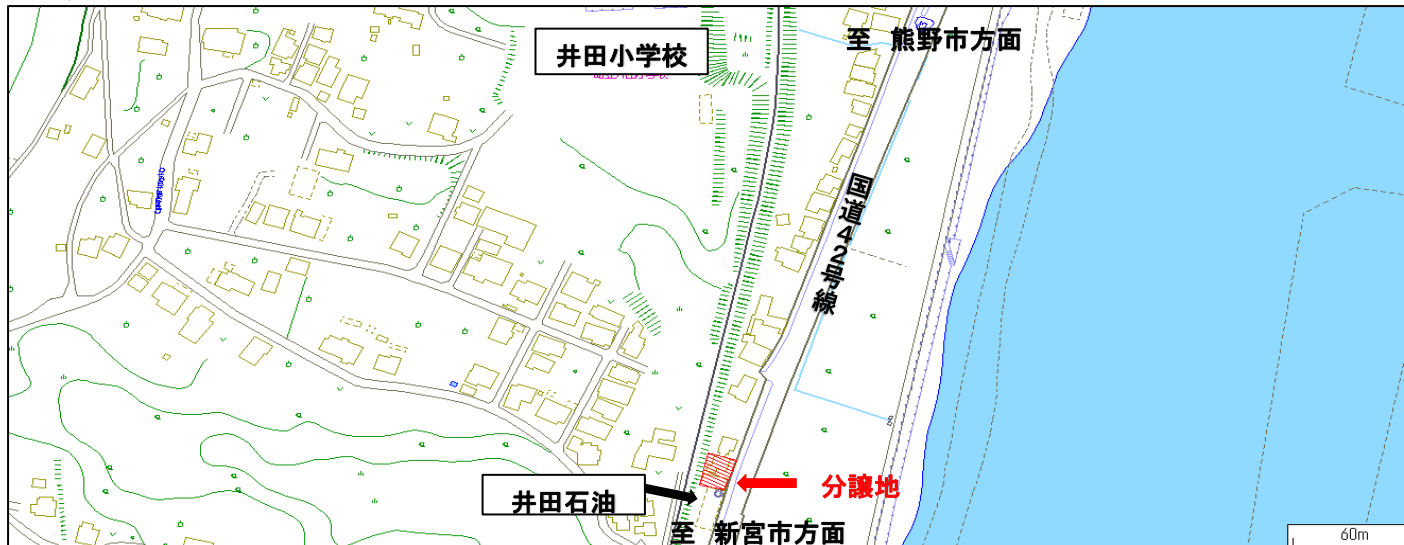 至 熊野市方面
井田小学校
国道42号線
井田石油
分譲地
至 新宮市方面
60m